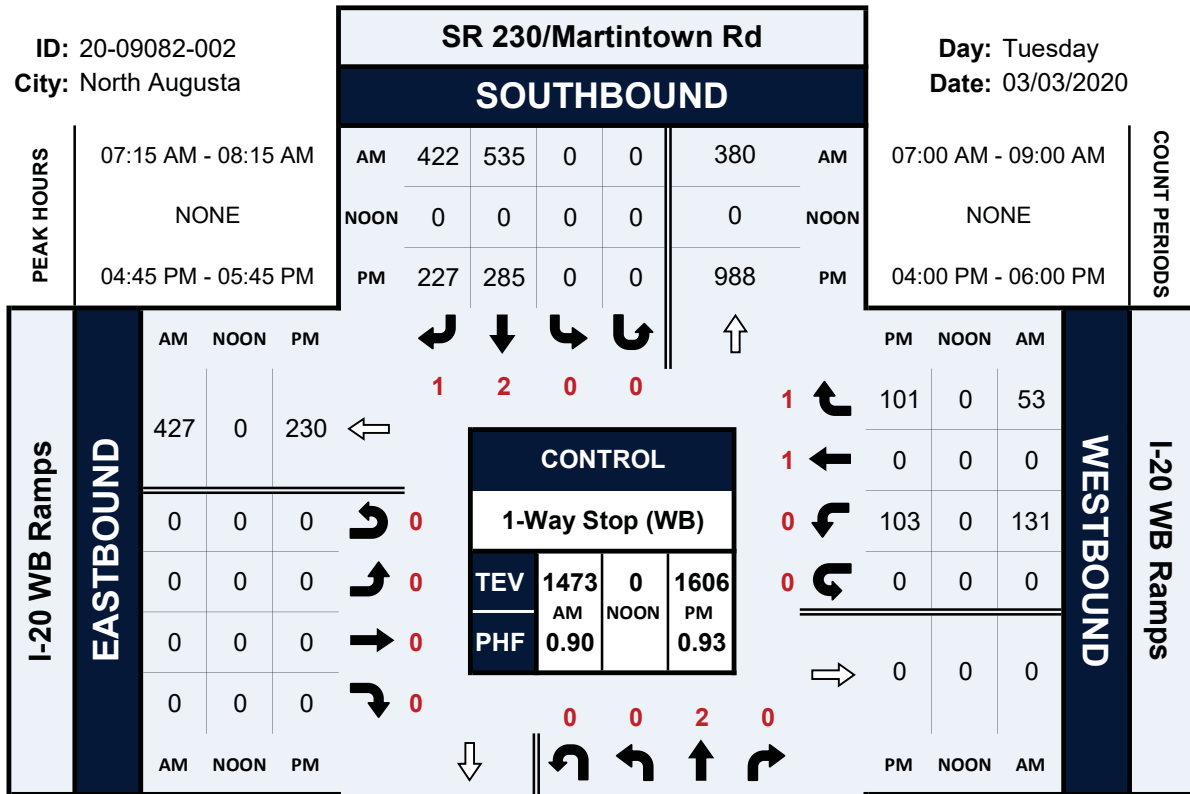 SR 230/Martintown Rd
SOUTHBOUND
ID: 20-09082-002
City: North Augusta
Day: Tuesday
Date: 03/03/2020
PEAK HOURS
07:15 AM - 08:15 AM
NONE
04:45 PM - 05:45 PM
AM 422 535 0 0 380 AM
NOON 0 0 0 0 0 NOON
PM 227 285 0 0 988 PM
07:00 AM - 09:00 AM
NONE
04:00 PM - 06:00 PM
COUNT PERIODS
1 2 0 0
I-20 WB Ramps
EASTBOUND
AM NOON PM
427 0 230
0 0 0 0
0 0 0 0
0 0 0 0
0 0 0 0
AM NOON PM
CONTROL
1-Way Stop (WB)
TEV 1473 0 1606
AM NOON PM
PHF 0.90 0.93
PM NOON AM
1 101 0 53
1 0 0 0
0 103 0 131
0 0 0 0
0 0 0
PM NOON AM
WESTBOUND
I-20 WB Ramps
0 0 2 0